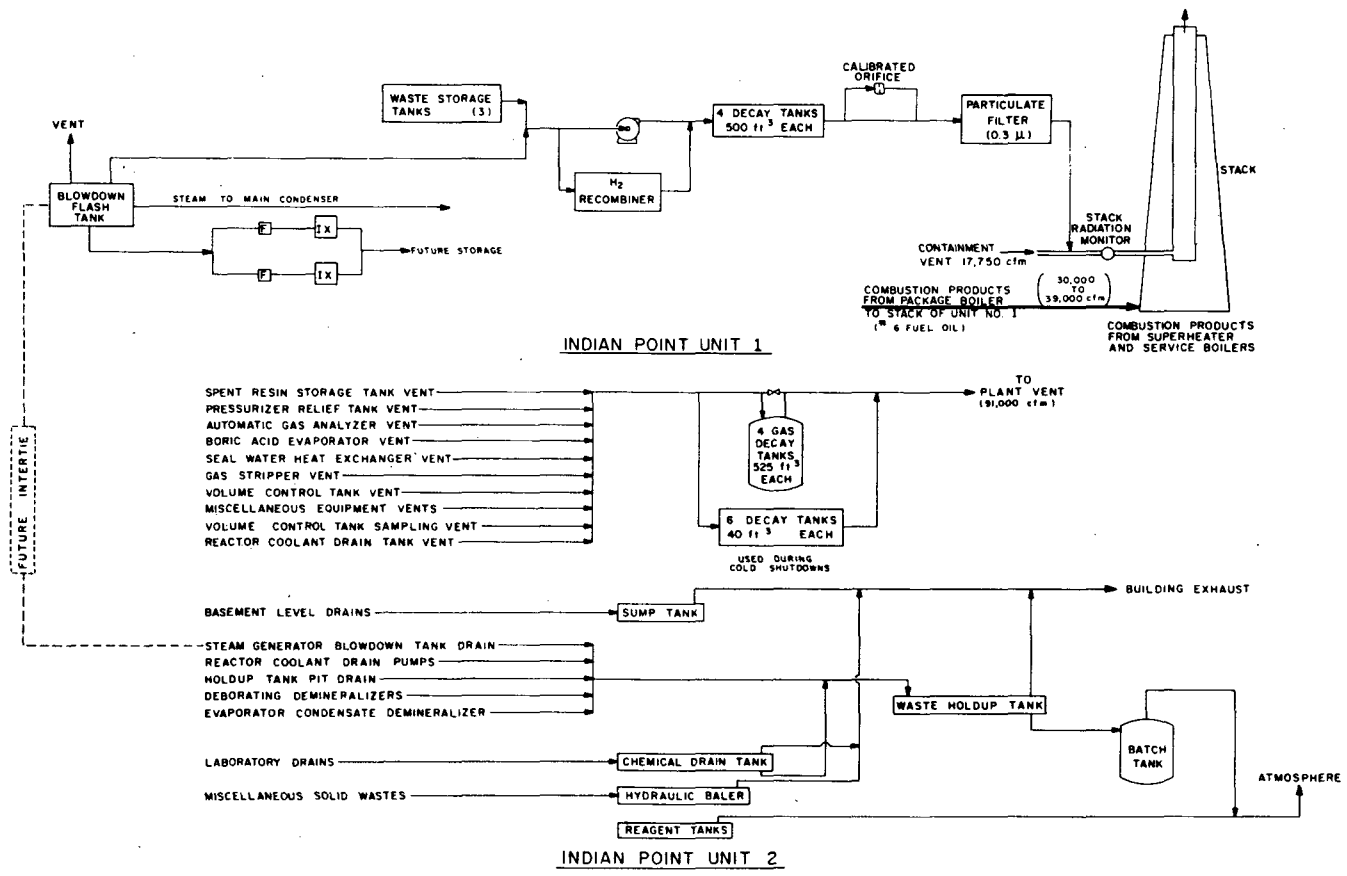 CALIBRATED
ORIFICE
M
WASTE STORAGE
TANKS (3)
4 DECAY TANKS
500 ft³ EACH
PARTICULATE
FILTER
(0.3 μ)
VENT
H₂
RECOMBINER
STACK
BLOWDOWN
FLASH
TANK
STEAM TO MAIN CONDENSER
F
IX
FUTURE STORAGE
F
IX
STACK
RADIATION
MONITOR
CONTAINMENT
VENT 17,750 cfm
COMBUSTION PRODUCTS
FROM PACKAGE BOILER
TO STACK OF UNIT NO. 1
(# 6 FUEL OIL)
(30,000
TO
39,000 cfm)
COMBUSTION PRODUCTS
FROM SUPERHEATER
AND SERVICE BOILERS
INDIAN POINT UNIT 1
SPENT RESIN STORAGE TANK VENT
PRESSURIZER RELIEF TANK VENT
AUTOMATIC GAS ANALYZER VENT
BORIC ACID EVAPORATOR VENT
SEAL WATER HEAT EXCHANGER VENT
GAS STRIPPER VENT
VOLUME CONTROL TANK VENT
MISCELLANEOUS EQUIPMENT VENTS
VOLUME CONTROL TANK SAMPLING VENT
REACTOR COOLANT DRAIN TANK VENT
TO
PLANT VENT
(91,000 cfm)
4 GAS
DECAY
TANKS
525 ft³
EACH
6 DECAY TANKS
40 ft³ EACH
USED DURING
COLD SHUTDOWNS
FUTURE INTERTIE
BASEMENT LEVEL DRAINS
SUMP TANK
BUILDING EXHAUST
STEAM GENERATOR BLOWDOWN TANK DRAIN
REACTOR COOLANT DRAIN PUMPS
HOLDUP TANK PIT DRAIN
DEBORATING DEMINERALIZERS
EVAPORATOR CONDENSATE DEMINERALIZER
WASTE HOLDUP TANK
BATCH
TANK
LABORATORY DRAINS
CHEMICAL DRAIN TANK
ATMOSPHERE
MISCELLANEOUS SOLID WASTES
HYDRAULIC BALER
REAGENT TANKS
INDIAN POINT UNIT 2